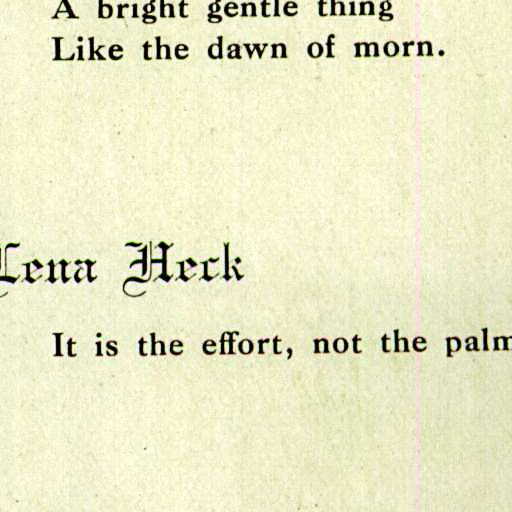 A bright gentle thing
Like the dawn of morn.
Lena Heck
It is the effort, not the palm